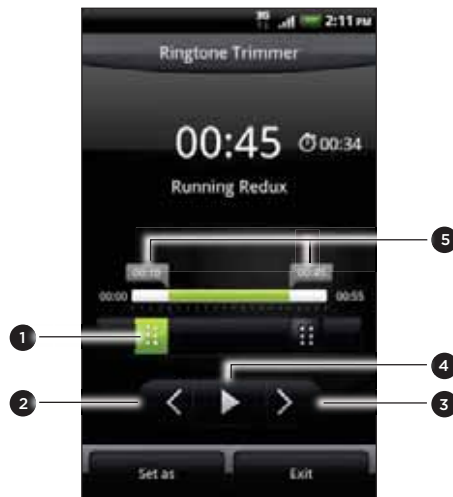 3G 2:11 PM
Ringtone Trimmer
00:45 00:34
Running Redux
5
00:10 00:45
00:00 00:55
1
4
2
3
Set as Exit